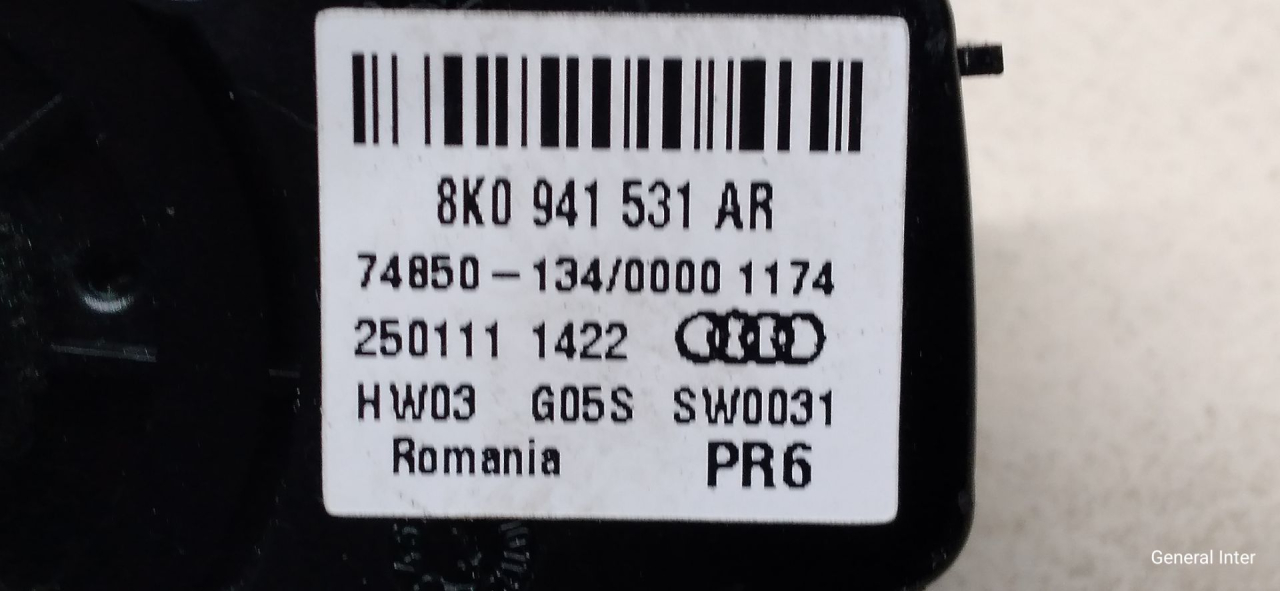 8K0 941 531 AR
74850-134/0000 1174
250111 1422
HW03 G05S SW0031
Romania PR6
General Inter